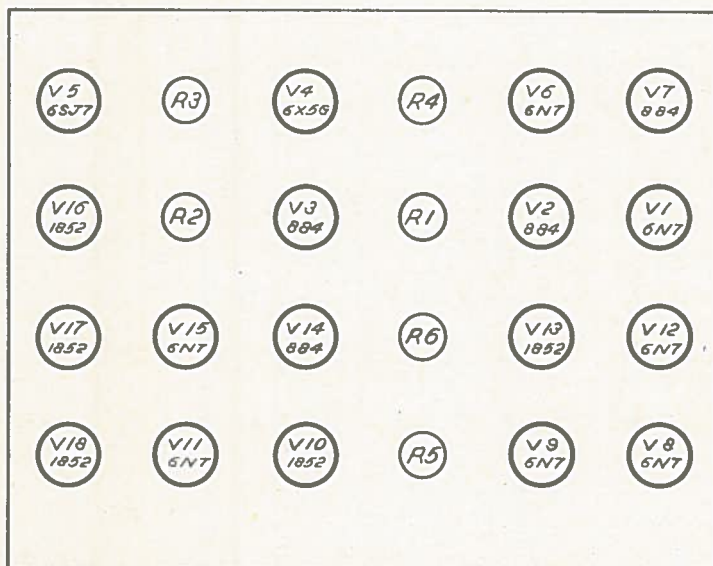 V5 R3 V4 R4 V6 V7
6SJ7 6X5G 6N7 884
V16 R2 V3 R1 V2 V1
1852 884 884 6N7
V17 V15 V14 R6 V13 V12
1852 6N7 884 1852 6N7
V18 V11 V10 R5 V9 V8
1852 6N7 1852 6N7 6N7